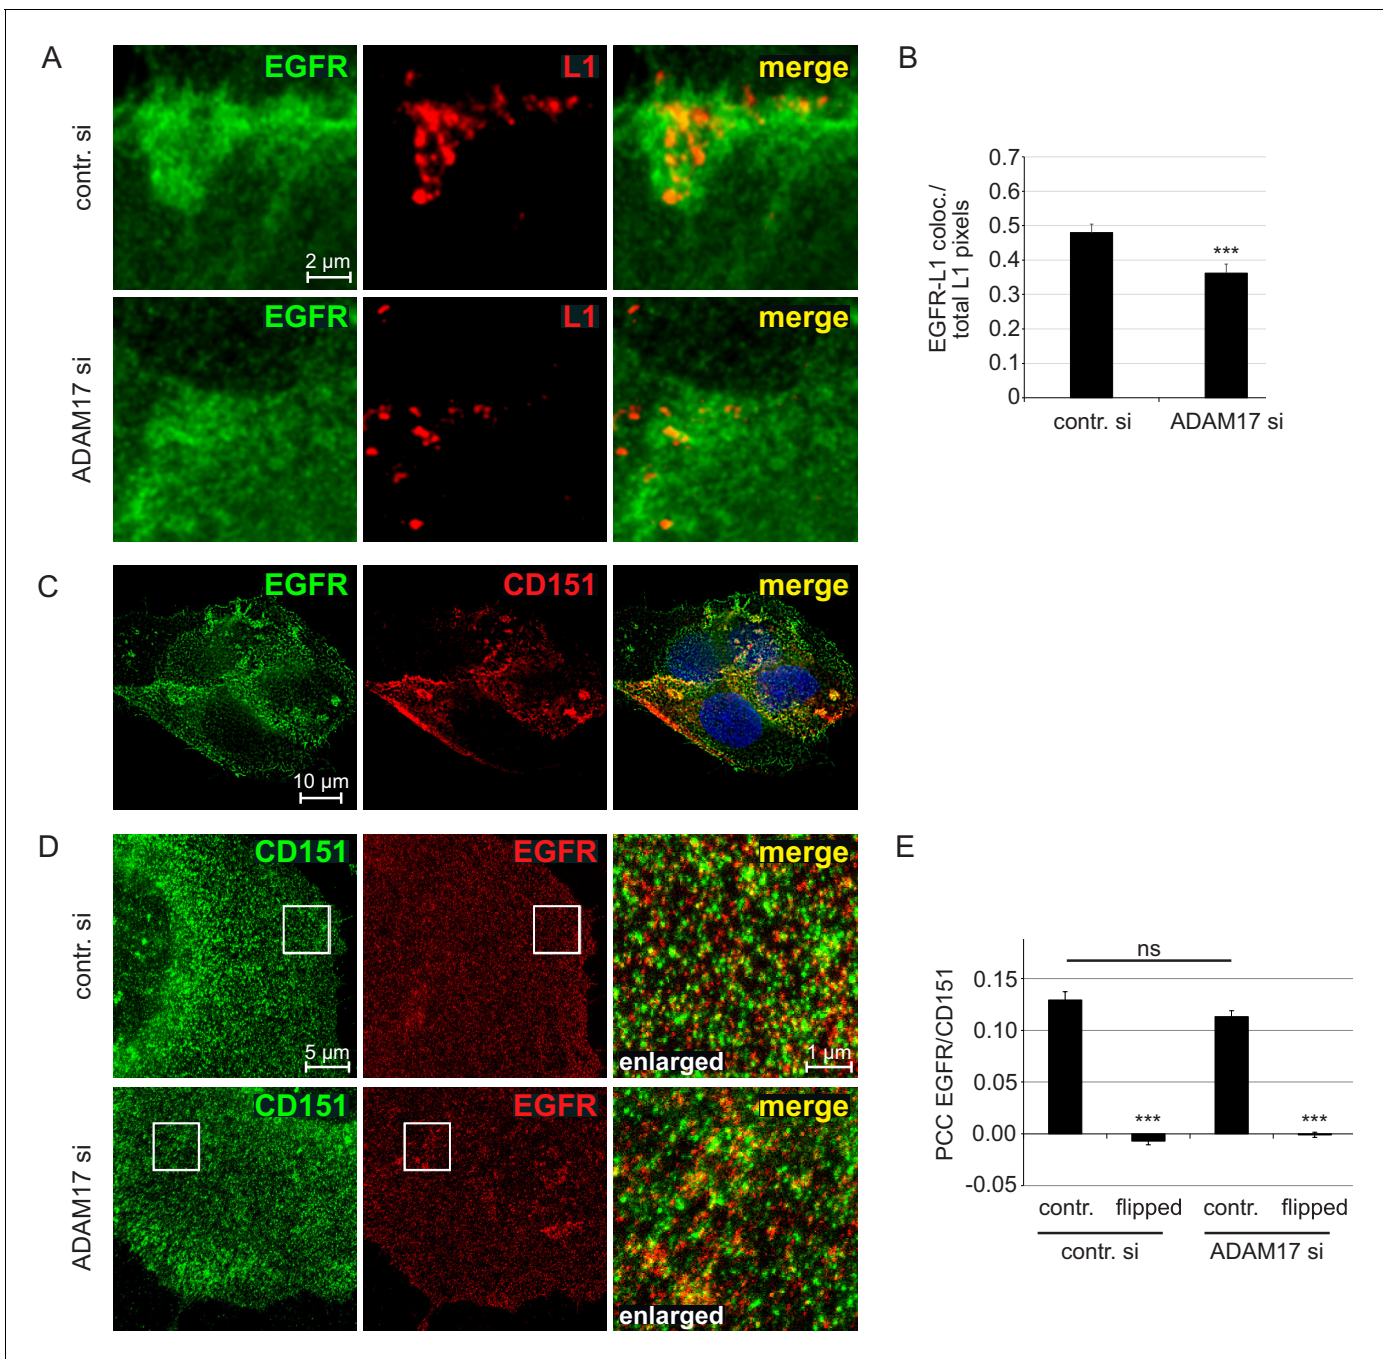 A
EGFR
L1
merge
contr. si
2 µm
EGFR
L1
merge
ADAM17 si
B
0.7
0.6
0.5
0.4
0.3
0.2
0.1
0
EGFR-L1 coloc./
total L1 pixels
***
contr. si
ADAM17 si
C
EGFR
CD151
merge
10 µm
D
CD151
EGFR
merge
contr. si
5 µm
enlarged
1 µm
CD151
EGFR
merge
ADAM17 si
enlarged
E
PCC EGFR/CD151
ns
0.15
0.10
0.05
0.00
-0.05
***
***
contr.
flipped
contr.
flipped
contr. si
ADAM17 si